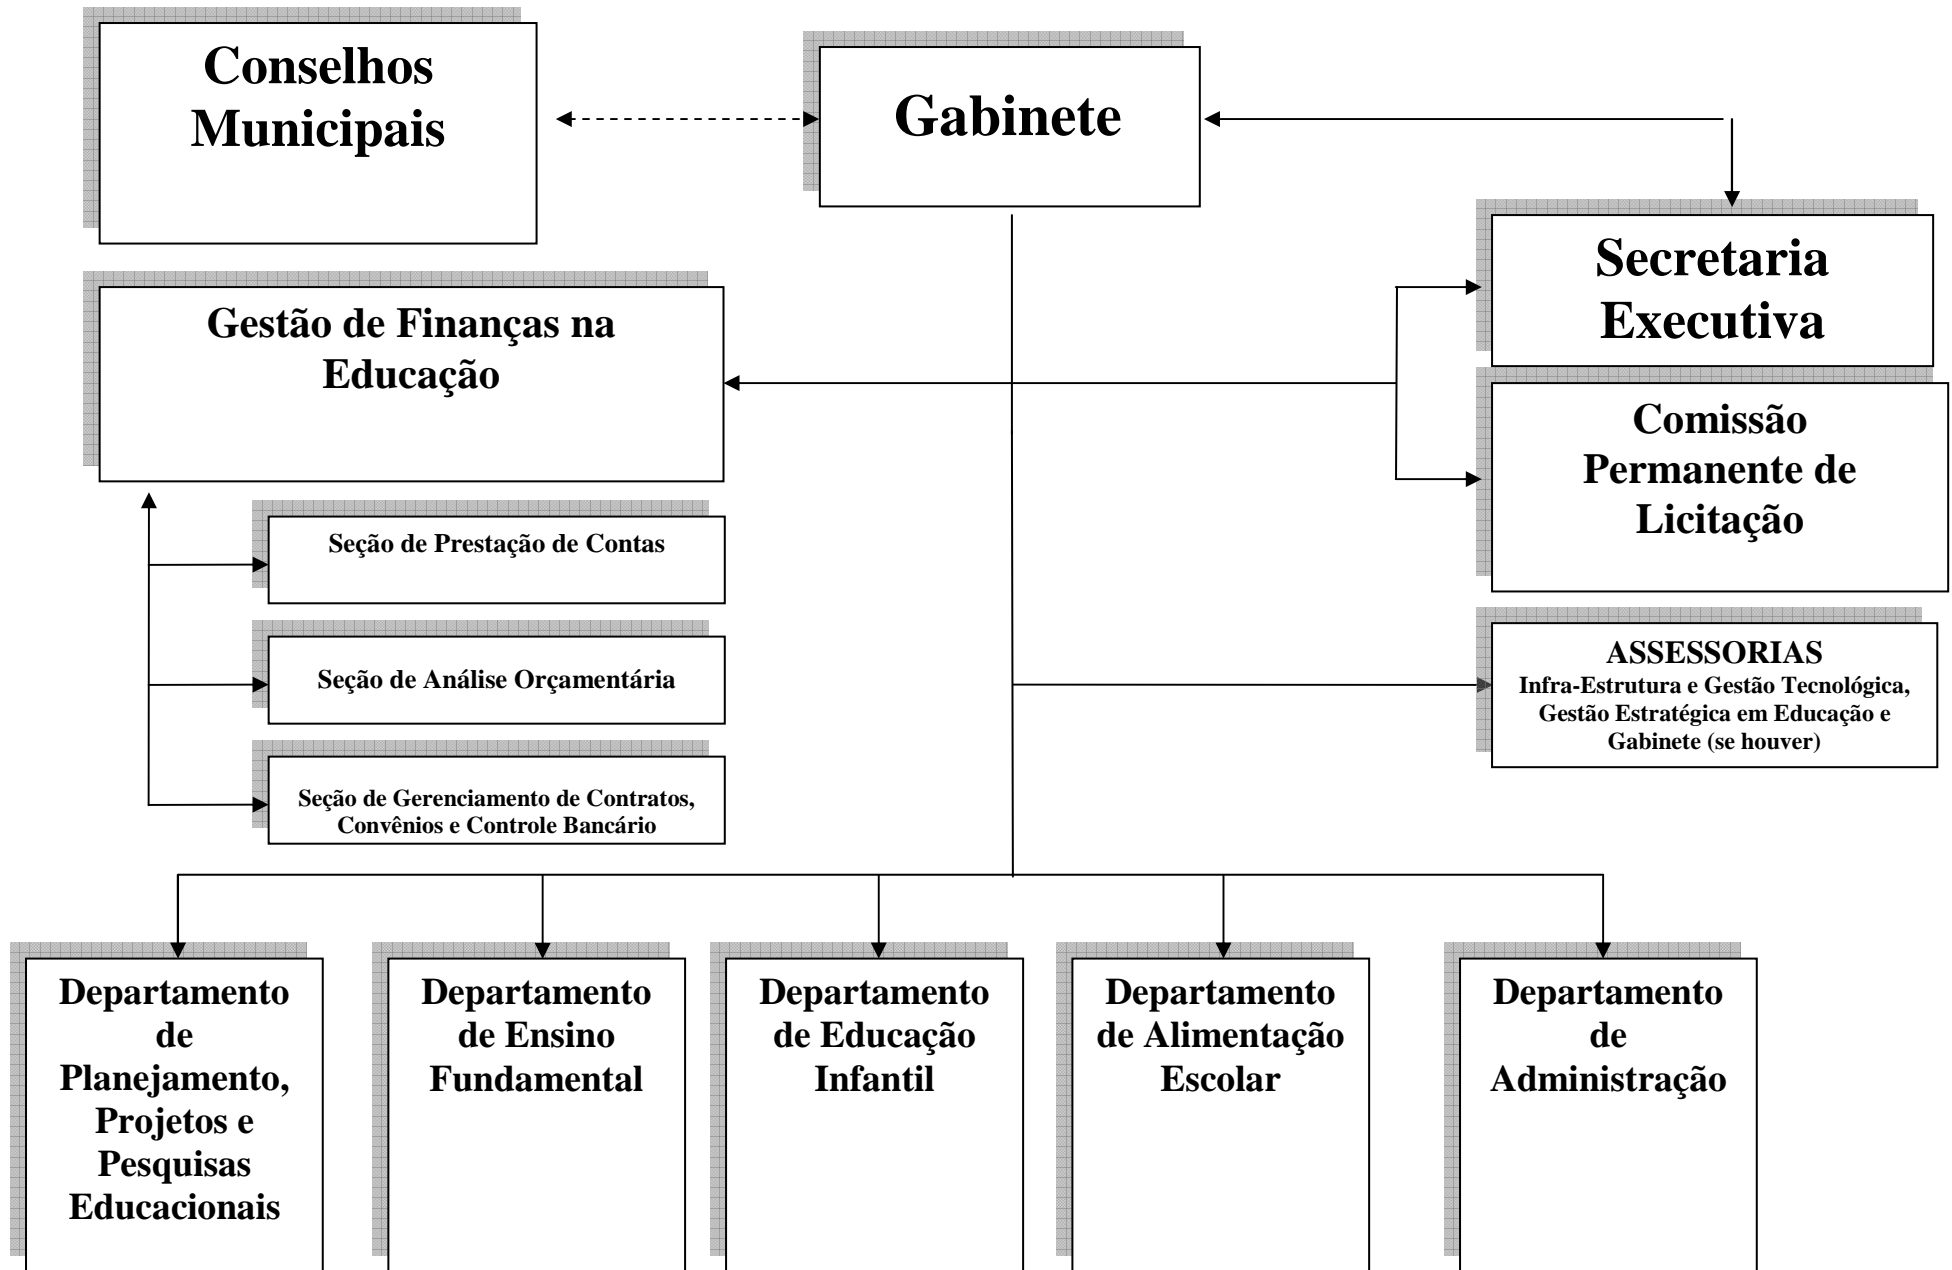 Conselhos
Municipais
Gabinete
Secretaria
Executiva
Gestão de Finanças na
Educação
Comissão
Permanente de
Licitação
Seção de Prestação de Contas
Seção de Análise Orçamentária
Seção de Gerenciamento de Contratos,
Convênios e Controle Bancário
ASSESSORIAS
Infra-Estrutura e Gestão Tecnológica,
Gestão Estratégica em Educação e
Gabinete (se houver)
Departamento
de
Planejamento,
Projetos e
Pesquisas
Educacionais
Departamento
de Ensino
Fundamental
Departamento
de Educação
Infantil
Departamento
de Alimentação
Escolar
Departamento
de
Administração